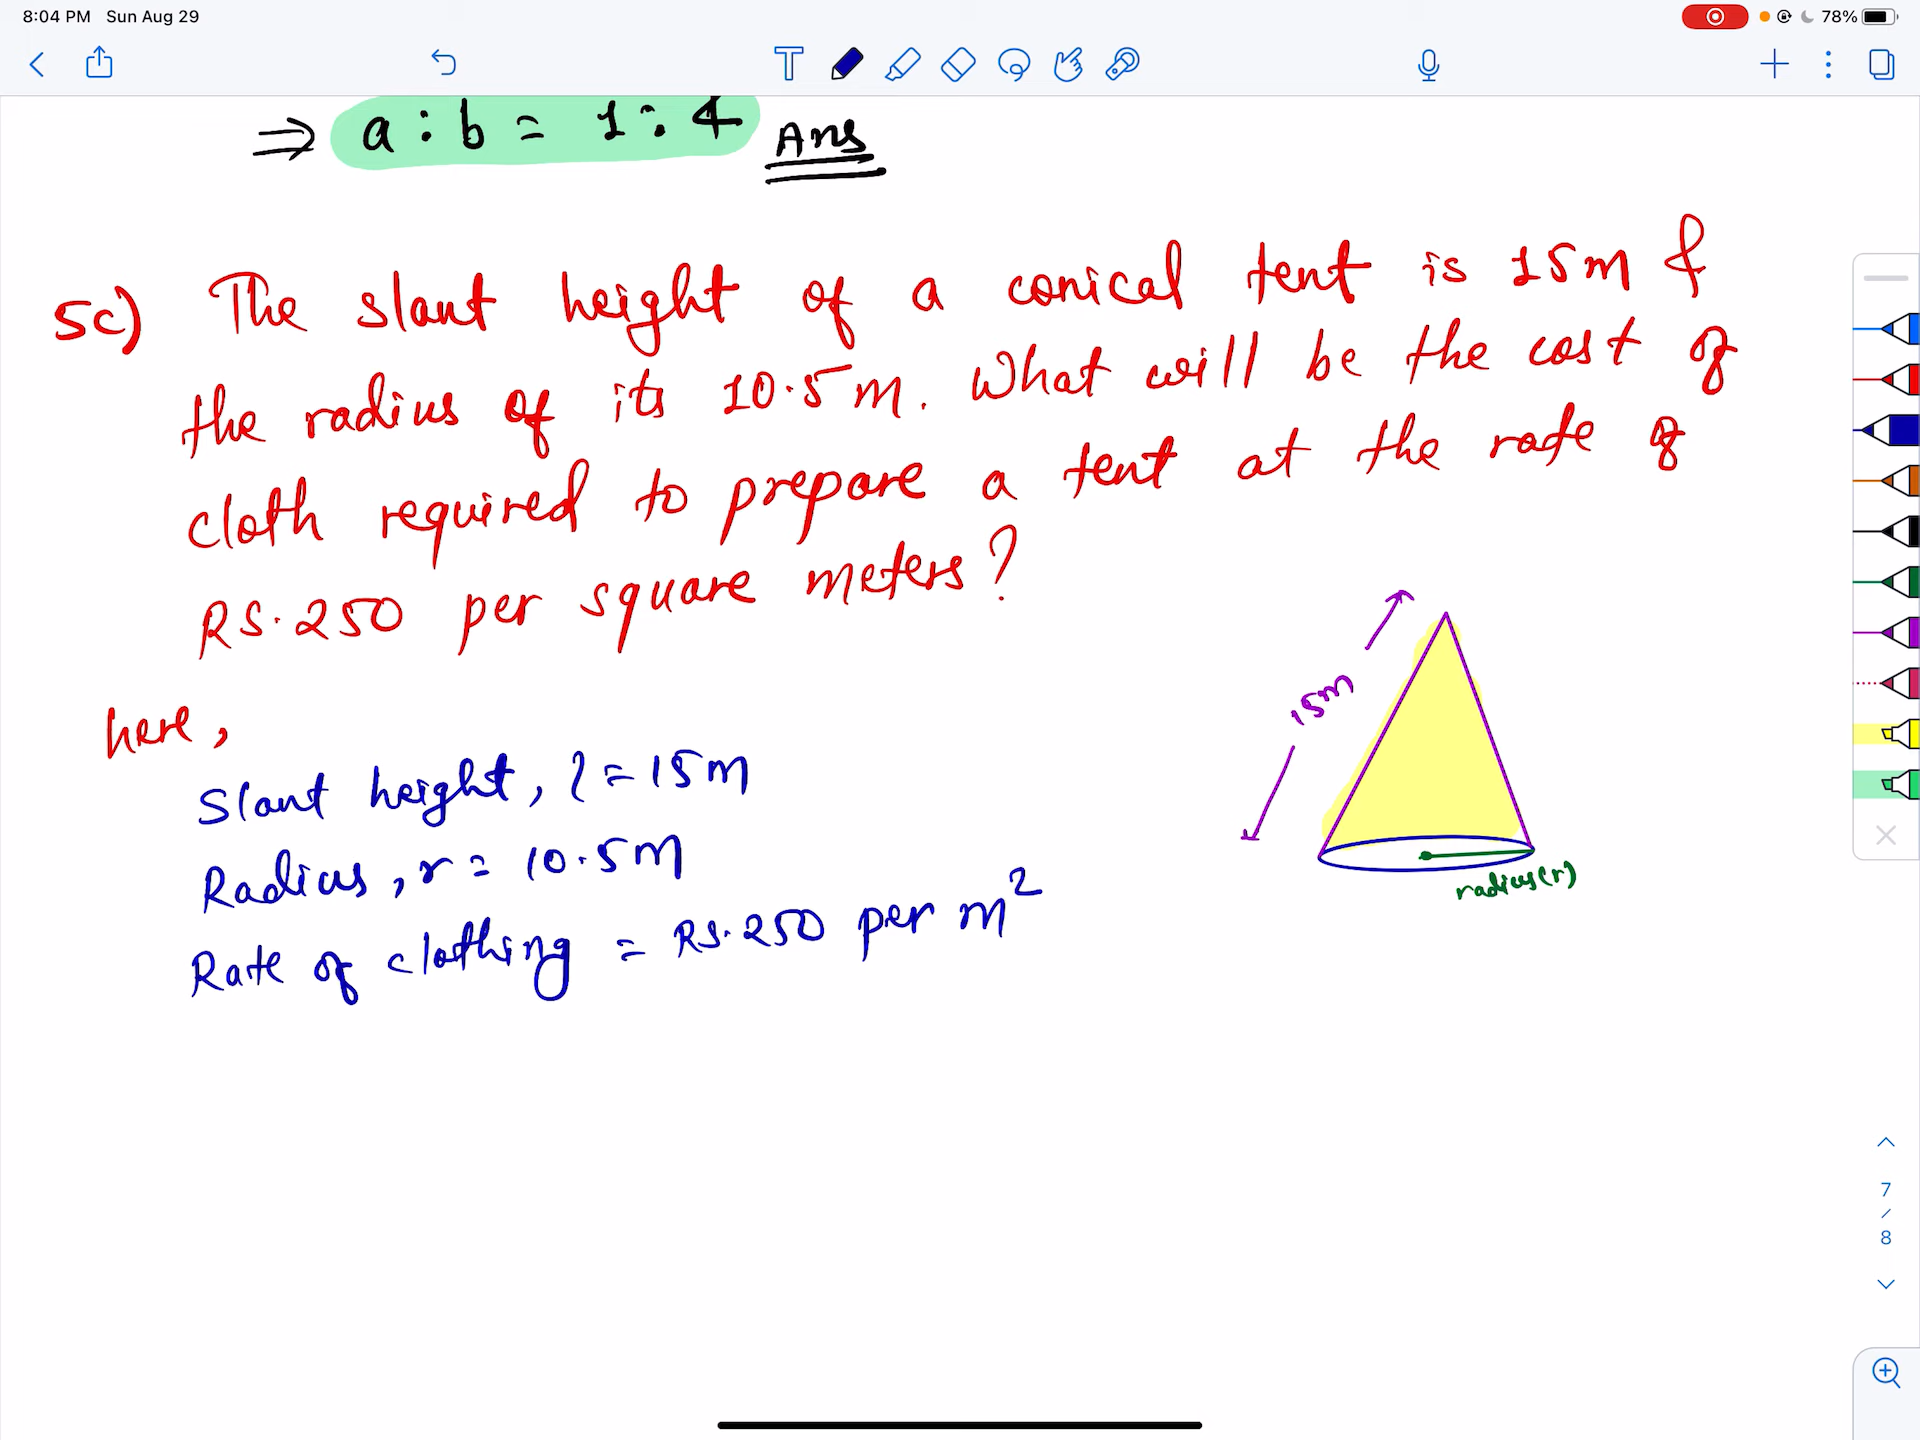 8:04 PM Sun Aug 29
78%
T
⇒ a : b = 1 : 4 Ans
5c) The slant height of a conical tent is 15m &
the radius of its 10.5m. What will be the cost of
cloth required to prepare a tent at the rate of
RS. 250 per square meters?
here,
Slant height, l = 15m
Radius, r = 10.5m
Rate of clothing = RS. 250 per m²
15m
radius(r)
7
/
8